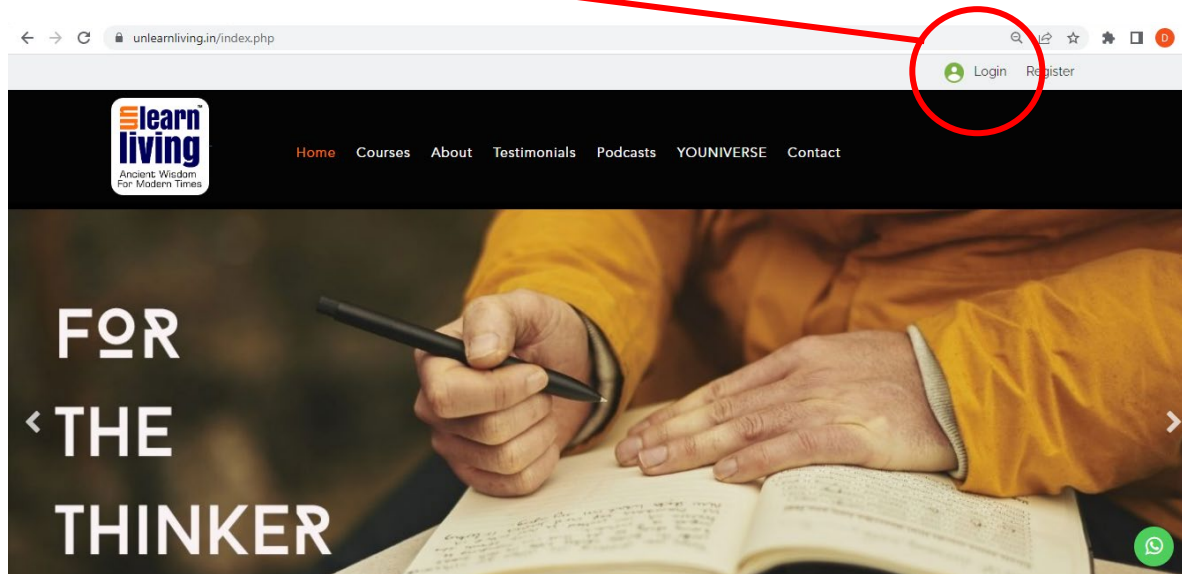 unlearnliving.in/index.php
D
Login Register
unlearn™
living
Ancient Wisdom
For Modern Times
Home Courses About Testimonials Podcasts YOUNIVERSE Contact
FOR
THE
THINKER